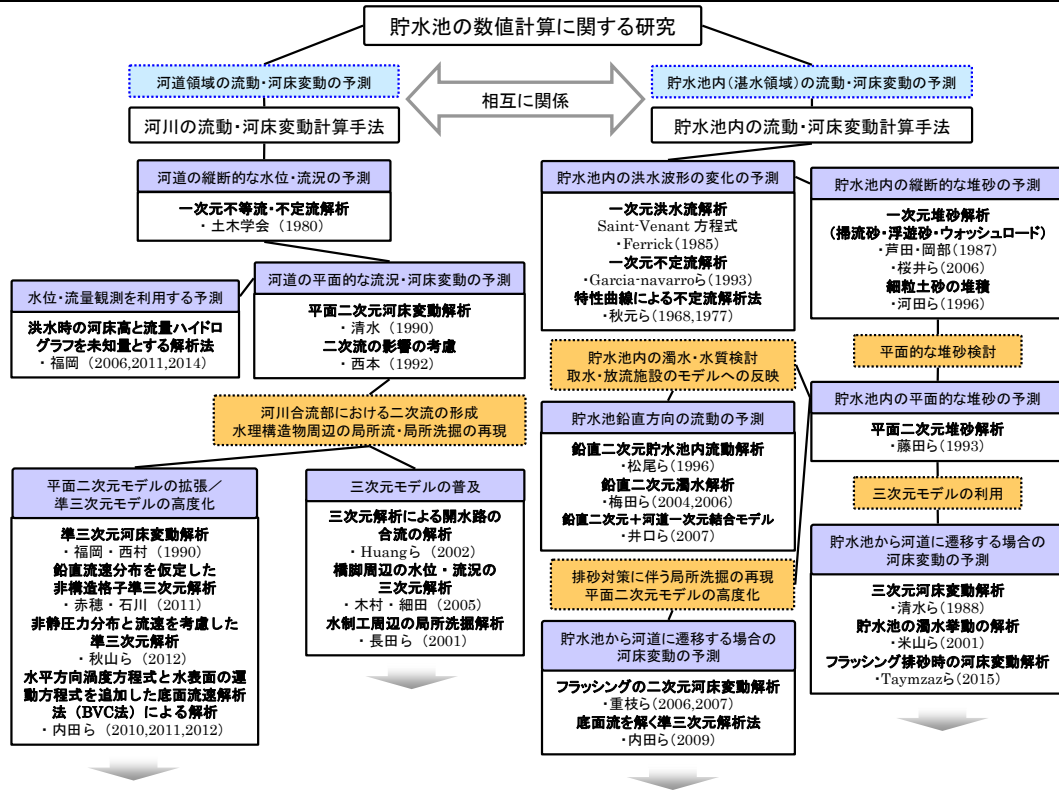 貯水池の数値計算に関する研究
河道領域の流動・河床変動の予測
相互に関係
貯水池内(湛水領域)の流動・河床変動の予測
河川の流動・河床変動計算手法
貯水池内の流動・河床変動計算手法
河道の縦断的な水位・流況の予測
一次元不等流・不定流解析
・土木学会（1980）
水位・流量観測を利用する予測
洪水時の河床高と流量ハイドロ
グラフを未知量とする解析法
・福岡（2006,2011,2014）
河道の平面的な流況・河床変動の予測
平面二次元河床変動解析
・清水（1990）
二次流の影響の考慮
・西本（1992）
河川合流部における二次流の形成
水理構造物周辺の局所流・局所洗掘の再現
平面二次元モデルの拡張／
準三次元モデルの高度化
準三次元河床変動解析
・福岡・西村（1990）
鉛直流速分布を仮定した
非構造格子準三次元解析
・赤穂・石川（2011）
非静圧力分布と流速を考慮した
準三次元解析
・秋山ら（2012）
水平方向渦度方程式と水表面の運
動方程式を追加した底面流速解析
法（BVC法）による解析
・内田ら（2010,2011,2012）
三次元モデルの普及
三次元解析による開水路の
合流の解析
・Huangら（2002）
橋脚周辺の水位・流況の
三次元解析
・木村・細田（2005）
水制工周辺の局所洗掘解析
・長田ら（2001）
貯水池内の洪水波形の変化の予測
一次元洪水流解析
Saint-Venant 方程式
・Ferrick(1985)
一次元不定流解析
・Garcia-navarroら(1993)
特性曲線による不定流解析法
・秋元ら(1968,1977)
貯水池内の濁水・水質検討
取水・放流施設のモデルへの反映
貯水池鉛直方向の流動の予測
鉛直二次元貯水池内流動解析
・松尾ら(1996)
鉛直二次元濁水解析
・梅田ら(2004,2006)
鉛直二次元＋河道一次元結合モデル
・井口ら(2007)
排砂対策に伴う局所洗掘の再現
平面二次元モデルの高度化
貯水池から河道に遷移する場合の
河床変動の予測
フラッシングの二次元河床変動解析
・重枝ら(2006,2007)
底面流を解く準三次元解析法
・内田ら(2009)
貯水池内の縦断的な堆砂の予測
一次元堆砂解析
(掃流砂・浮遊砂・ウォッシュロード)
・芦田・岡部(1987)
・桜井ら(2006)
細粒土砂の堆積
・河田ら(1996)
平面的な堆砂検討
貯水池内の平面的な堆砂の予測
平面二次元堆砂解析
・藤田ら(1993)
三次元モデルの利用
貯水池から河道に遷移する場合の
河床変動の予測
三次元河床変動解析
・清水ら(1988)
貯水池の濁水挙動の解析
・米山ら(2001)
フラッシング排砂時の河床変動解析
・Taymzazら(2015)